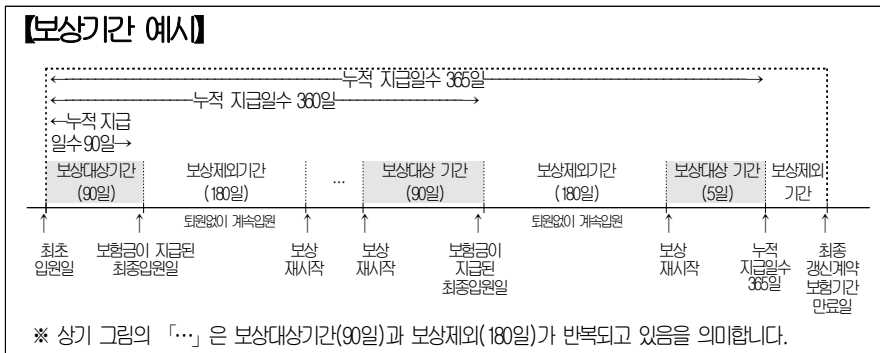 【보상기간 예시】
누적 지급일수 365일
누적 지급일수 360일
누적 지급
일수 90일
보상대상기간 보상제외기간 보상대상 기간 보상제외기간 보상대상 기간 보상제외
(90일) (180일) … (90일) (180일) (5일) 기간
퇴원없이 계속입원 퇴원없이 계속입원
최초 보험금이 지급된 보상 보상 보험금이 보상 누적 최종
입원일 최종입원일 재시작 재시작 지급된 재시작 지급일수 갱신계약
최종입원일 365일 보험기간
만료일
※ 상기 그림의 「…」은 보상대상기간(90일)과 보상제외(180일)가 반복되고 있음을 의미합니다.